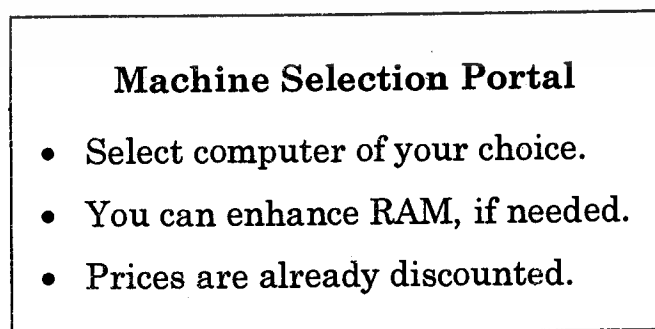 Machine Selection Portal
• Select computer of your choice.
• You can enhance RAM, if needed.
• Prices are already discounted.